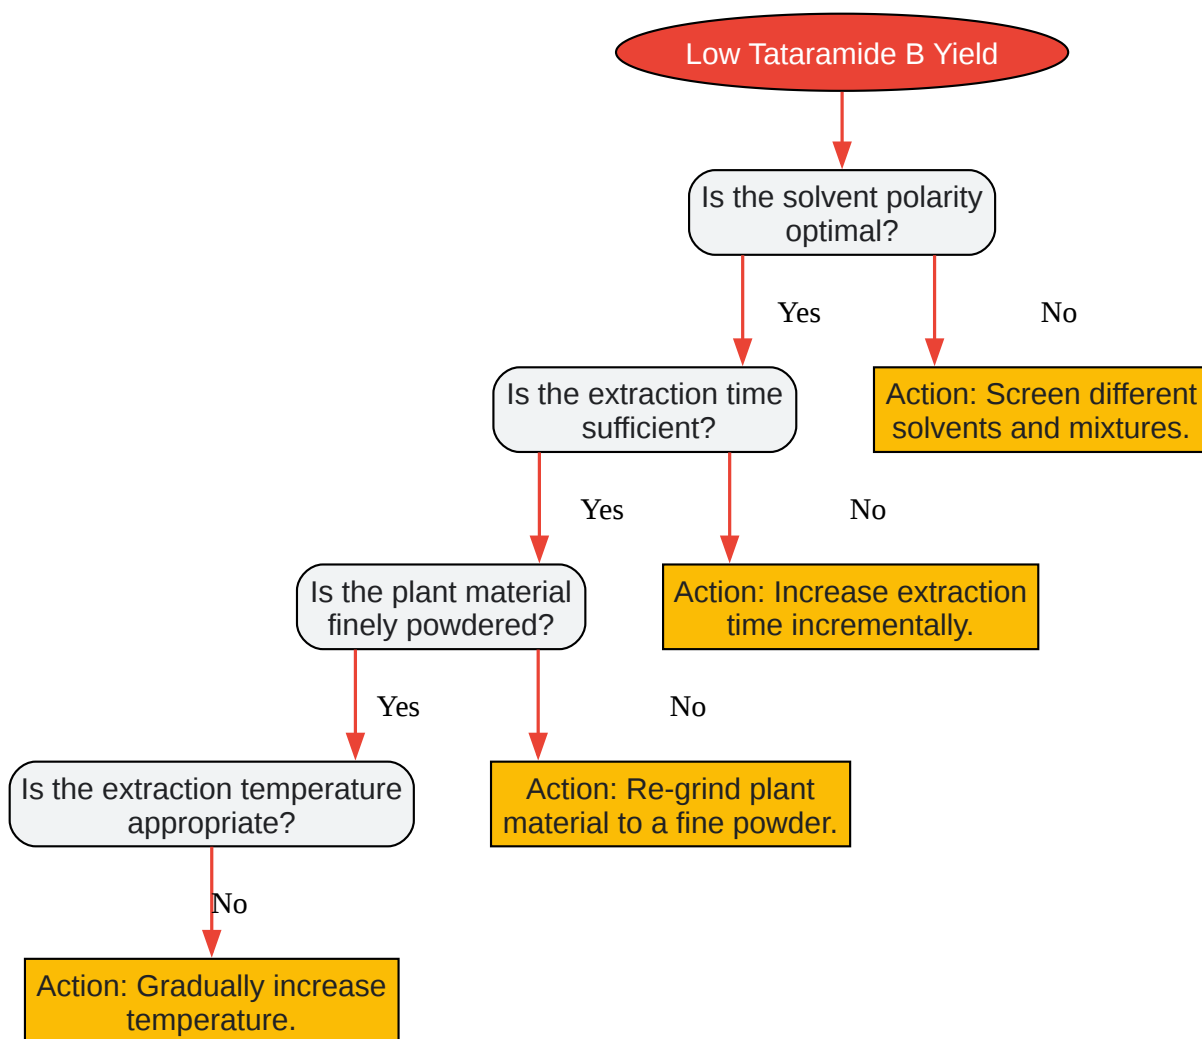 Low Tataramide B Yield
Is the solvent polarity
optimal?
Yes
No
Is the extraction time
sufficient?
Action: Screen different
solvents and mixtures.
Yes
No
Is the plant material
finely powdered?
Action: Increase extraction
time incrementally.
Yes
No
Is the extraction temperature
appropriate?
Action: Re-grind plant
material to a fine powder.
No
Action: Gradually increase
temperature.